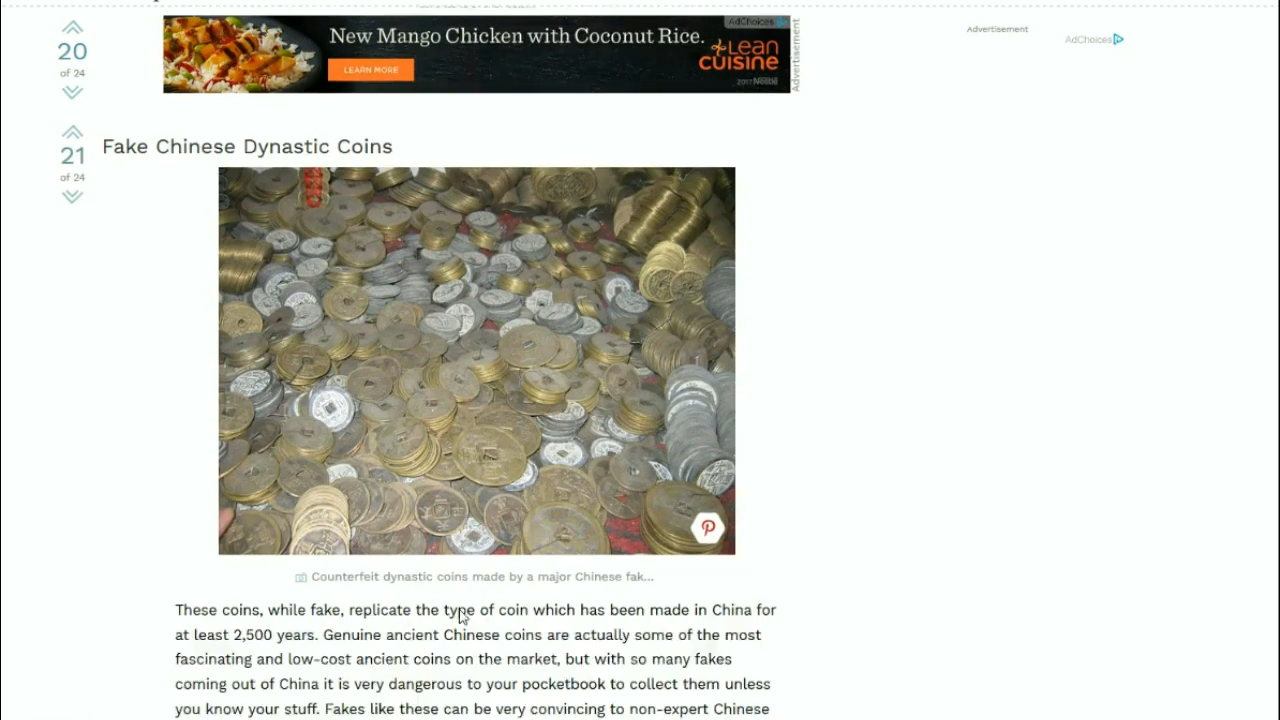 New Mango Chicken with Coconut Rice.
LEARN MORE
LEAN
CUISINE
2017 Nestlé
AdChoices
Advertisement
Advertisement
AdChoices
20
of 24
21
of 24
Fake Chinese Dynastic Coins
Counterfeit dynastic coins made by a major Chinese fak...
These coins, while fake, replicate the type of coin which has been made in China for
at least 2,500 years. Genuine ancient Chinese coins are actually some of the most
fascinating and low-cost ancient coins on the market, but with so many fakes
coming out of China it is very dangerous to your pocketbook to collect them unless
you know your stuff. Fakes like these can be very convincing to non-expert Chinese